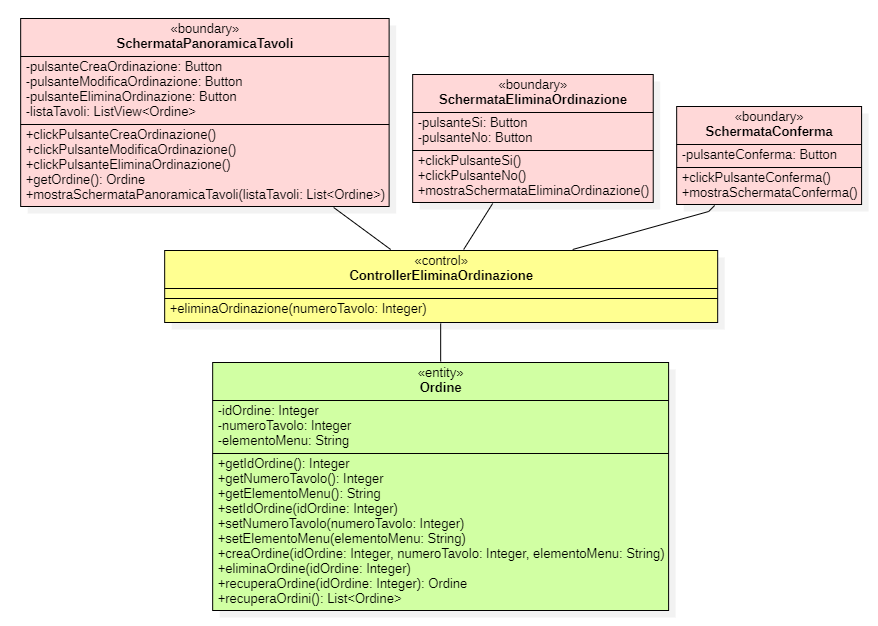 «boundary»
SchermataPanoramicaTavoli
-pulsanteCreaOrdinazione: Button
-pulsanteModificaOrdinazione: Button
-pulsanteEliminaOrdinazione: Button
-listaTavoli: ListView<Ordine>
+clickPulsanteCreaOrdinazione()
+clickPulsanteModificaOrdinazione()
+clickPulsanteEliminaOrdinazione()
+getOrdine(): Ordine
+mostraSchermataPanoramicaTavoli(listaTavoli: List<Ordine>)
«boundary»
SchermataEliminaOrdinazione
-pulsanteSi: Button
-pulsanteNo: Button
+clickPulsanteSi()
+clickPulsanteNo()
+mostraSchermataEliminaOrdinazione()
«boundary»
SchermataConferma
-pulsanteConferma: Button
+clickPulsanteConferma()
+mostraSchermataConferma()
«control»
ControllerEliminaOrdinazione
+eliminaOrdinazione(numeroTavolo: Integer)
«entity»
Ordine
-idOrdine: Integer
-numeroTavolo: Integer
-elementoMenu: String
+getIdOrdine(): Integer
+getNumeroTavolo(): Integer
+getElementoMenu(): String
+setIdOrdine(idOrdine: Integer)
+setNumeroTavolo(numeroTavolo: Integer)
+setElementoMenu(elementoMenu: String)
+creaOrdine(idOrdine: Integer, numeroTavolo: Integer, elementoMenu: String)
+eliminaOrdine(idOrdine: Integer)
+recuperaOrdine(idOrdine: Integer): Ordine
+recuperaOrdini(): List<Ordine>